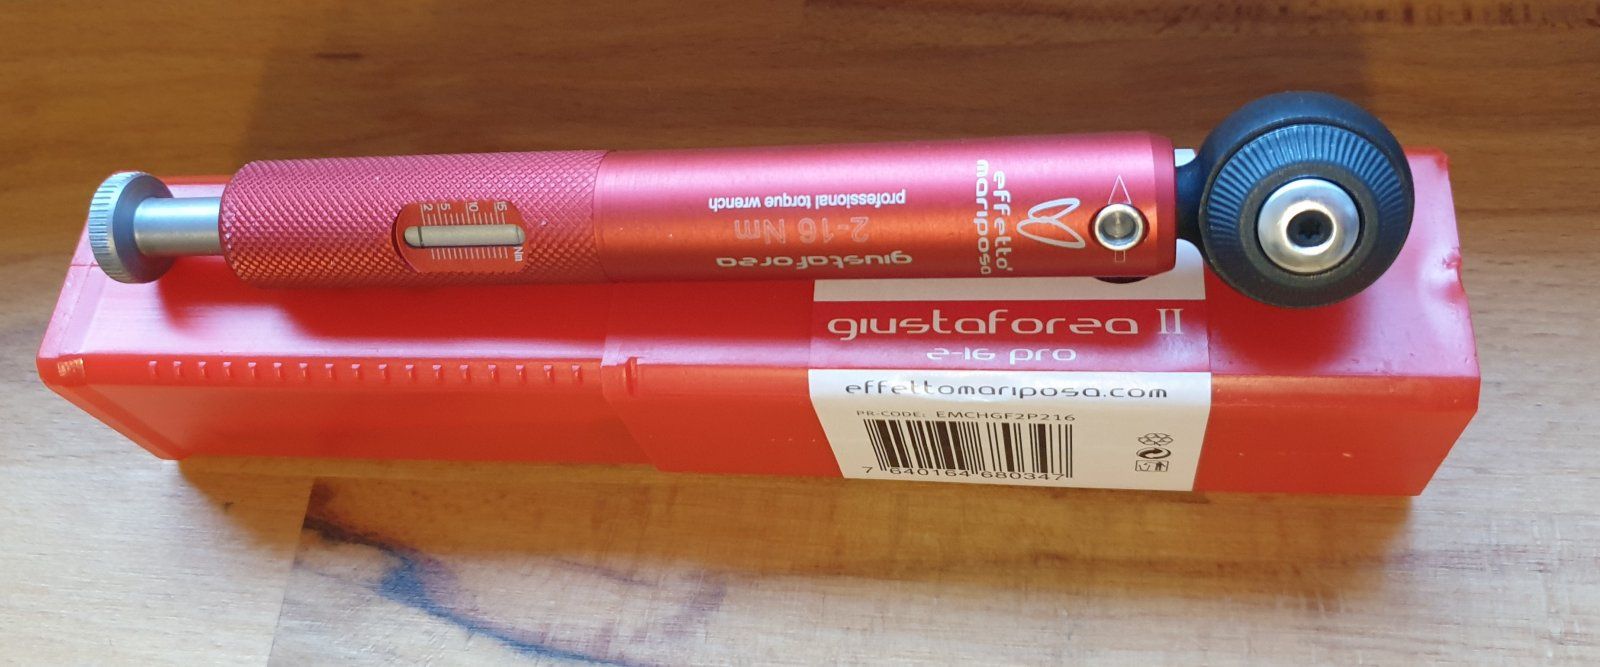 effetto
mariposa
giustaforza
2-16 Nm
professional torque wrench
2 5 10 15
Nm
giustaforza II
2-16 pro
effettomariposa.com
PR-CODE: EMCHGF2P216
7 640164 680347